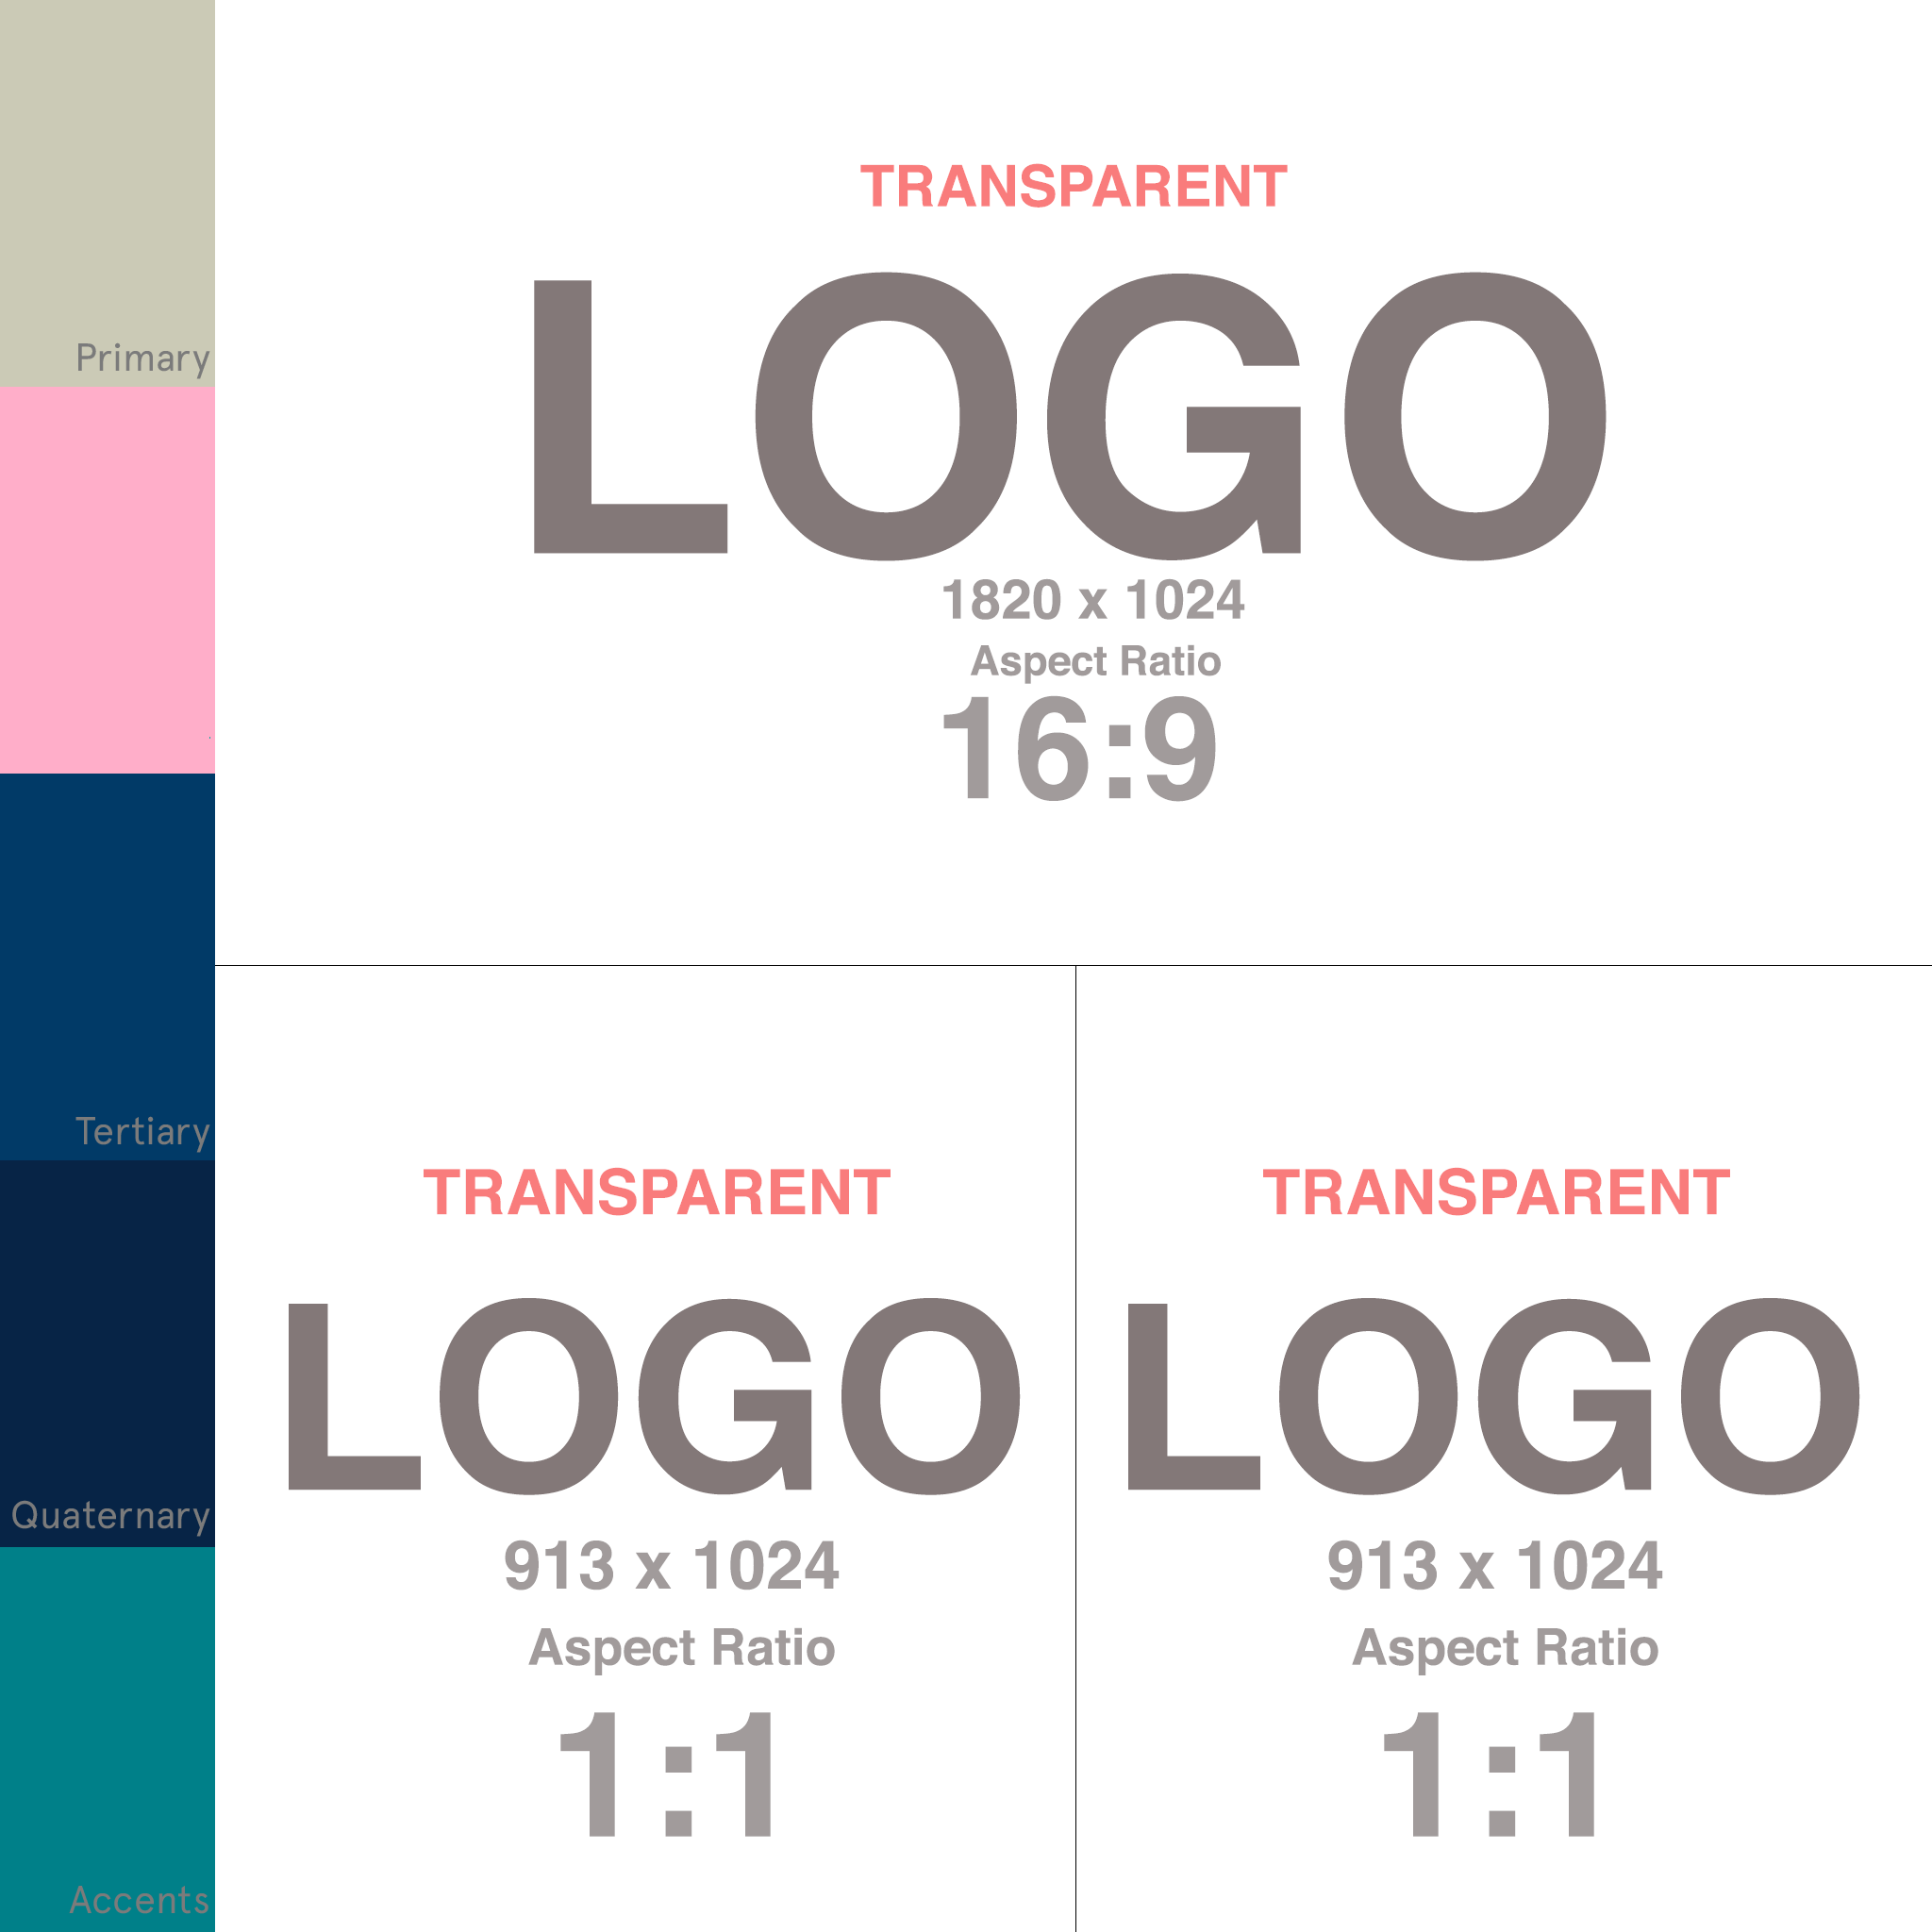 Primary
Tertiary
Quaternary
Accents
TRANSPARENT
LOGO
1820 x 1024
Aspect Ratio
16:9
TRANSPARENT
LOGO
913 x 1024
Aspect Ratio
1:1
TRANSPARENT
LOGO
913 x 1024
Aspect Ratio
1:1